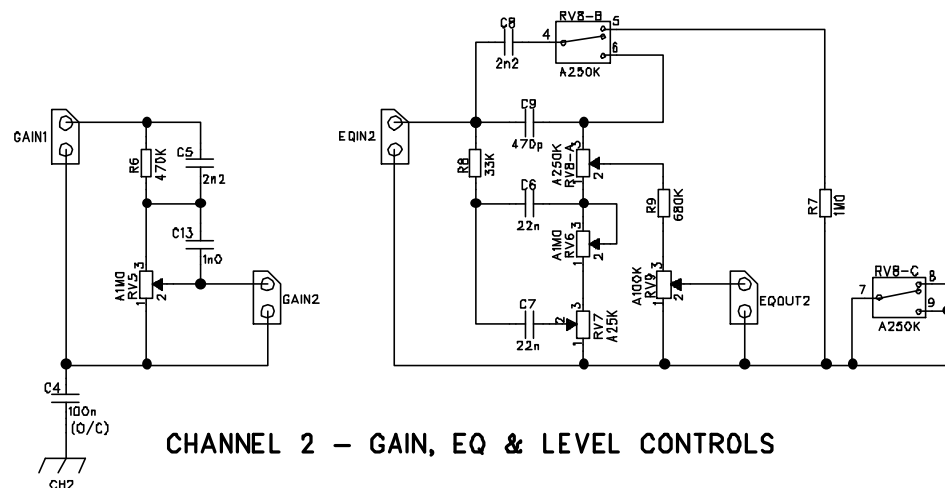 C8
2n2
RV8-B
4
5
6
A250K
GAIN1
R6
470K
C5
2n2
C13
1n0
A1M0
RV5
3
2
1
GAIN2
C4
100n
(O/C)
CH2
EQIN2
C9
470p
R8
33K
C6
22n
C7
22n
A250K
RV8-A
3
2
1
A1M0
RV6
3
2
1
RV7
A25K
3
2
1
R9
680K
A100K
RV9
3
2
1
EQOUT2
R7
1M0
RV8-C
7
8
9
A250K
CHANNEL 2 - GAIN, EQ & LEVEL CONTROLS